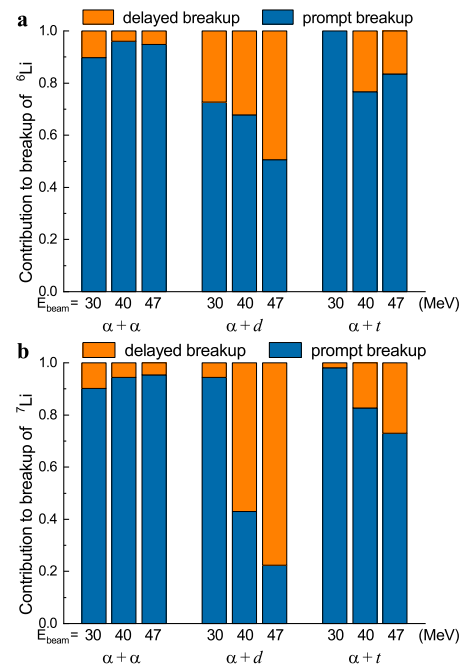 a
delayed breakup prompt breakup
Contribution to breakup of ⁶Li
1.0
0.8
0.6
0.4
0.2
0.0
E_beam = 30 40 47 30 40 47 30 40 47 (MeV)
α + α α + d α + t
b
delayed breakup prompt breakup
Contribution to breakup of ⁷Li
1.0
0.8
0.6
0.4
0.2
0.0
E_beam = 30 40 47 30 40 47 30 40 47 (MeV)
α + α α + d α + t